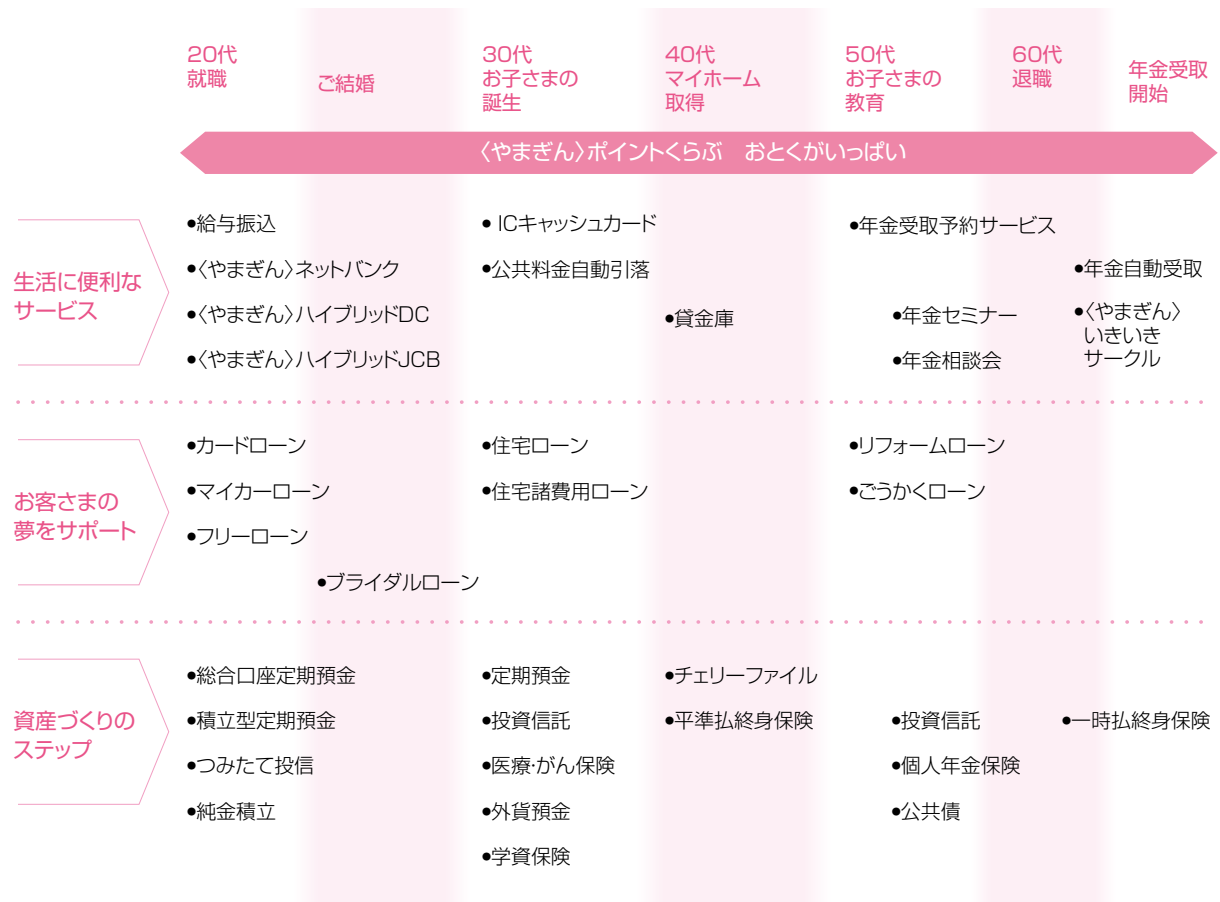 20代
就職
ご結婚
30代
お子さまの
誕生
40代
マイホーム
取得
50代
お子さまの
教育
60代
退職
年金受取
開始
〈やまぎん〉ポイントくらぶ　おとくがいっぱい
生活に便利な
サービス
●給与振込
●〈やまぎん〉ネットバンク
●〈やまぎん〉ハイブリッドDC
●〈やまぎん〉ハイブリッドJCB
● ICキャッシュカード
●公共料金自動引落
●貸金庫
●年金受取予約サービス
●年金セミナー
●年金相談会
●年金自動受取
●〈やまぎん〉
いきいき
サークル
お客さまの
夢をサポート
●カードローン
●マイカーローン
●フリーローン
●ブライダルローン
●住宅ローン
●住宅諸費用ローン
●リフォームローン
●ごうかくローン
資産づくりの
ステップ
●総合口座定期預金
●積立型定期預金
●つみたて投信
●純金積立
●定期預金
●投資信託
●医療・がん保険
●外貨預金
●学資保険
●チェリーファイル
●平準払終身保険
●投資信託
●個人年金保険
●公共債
●一時払終身保険